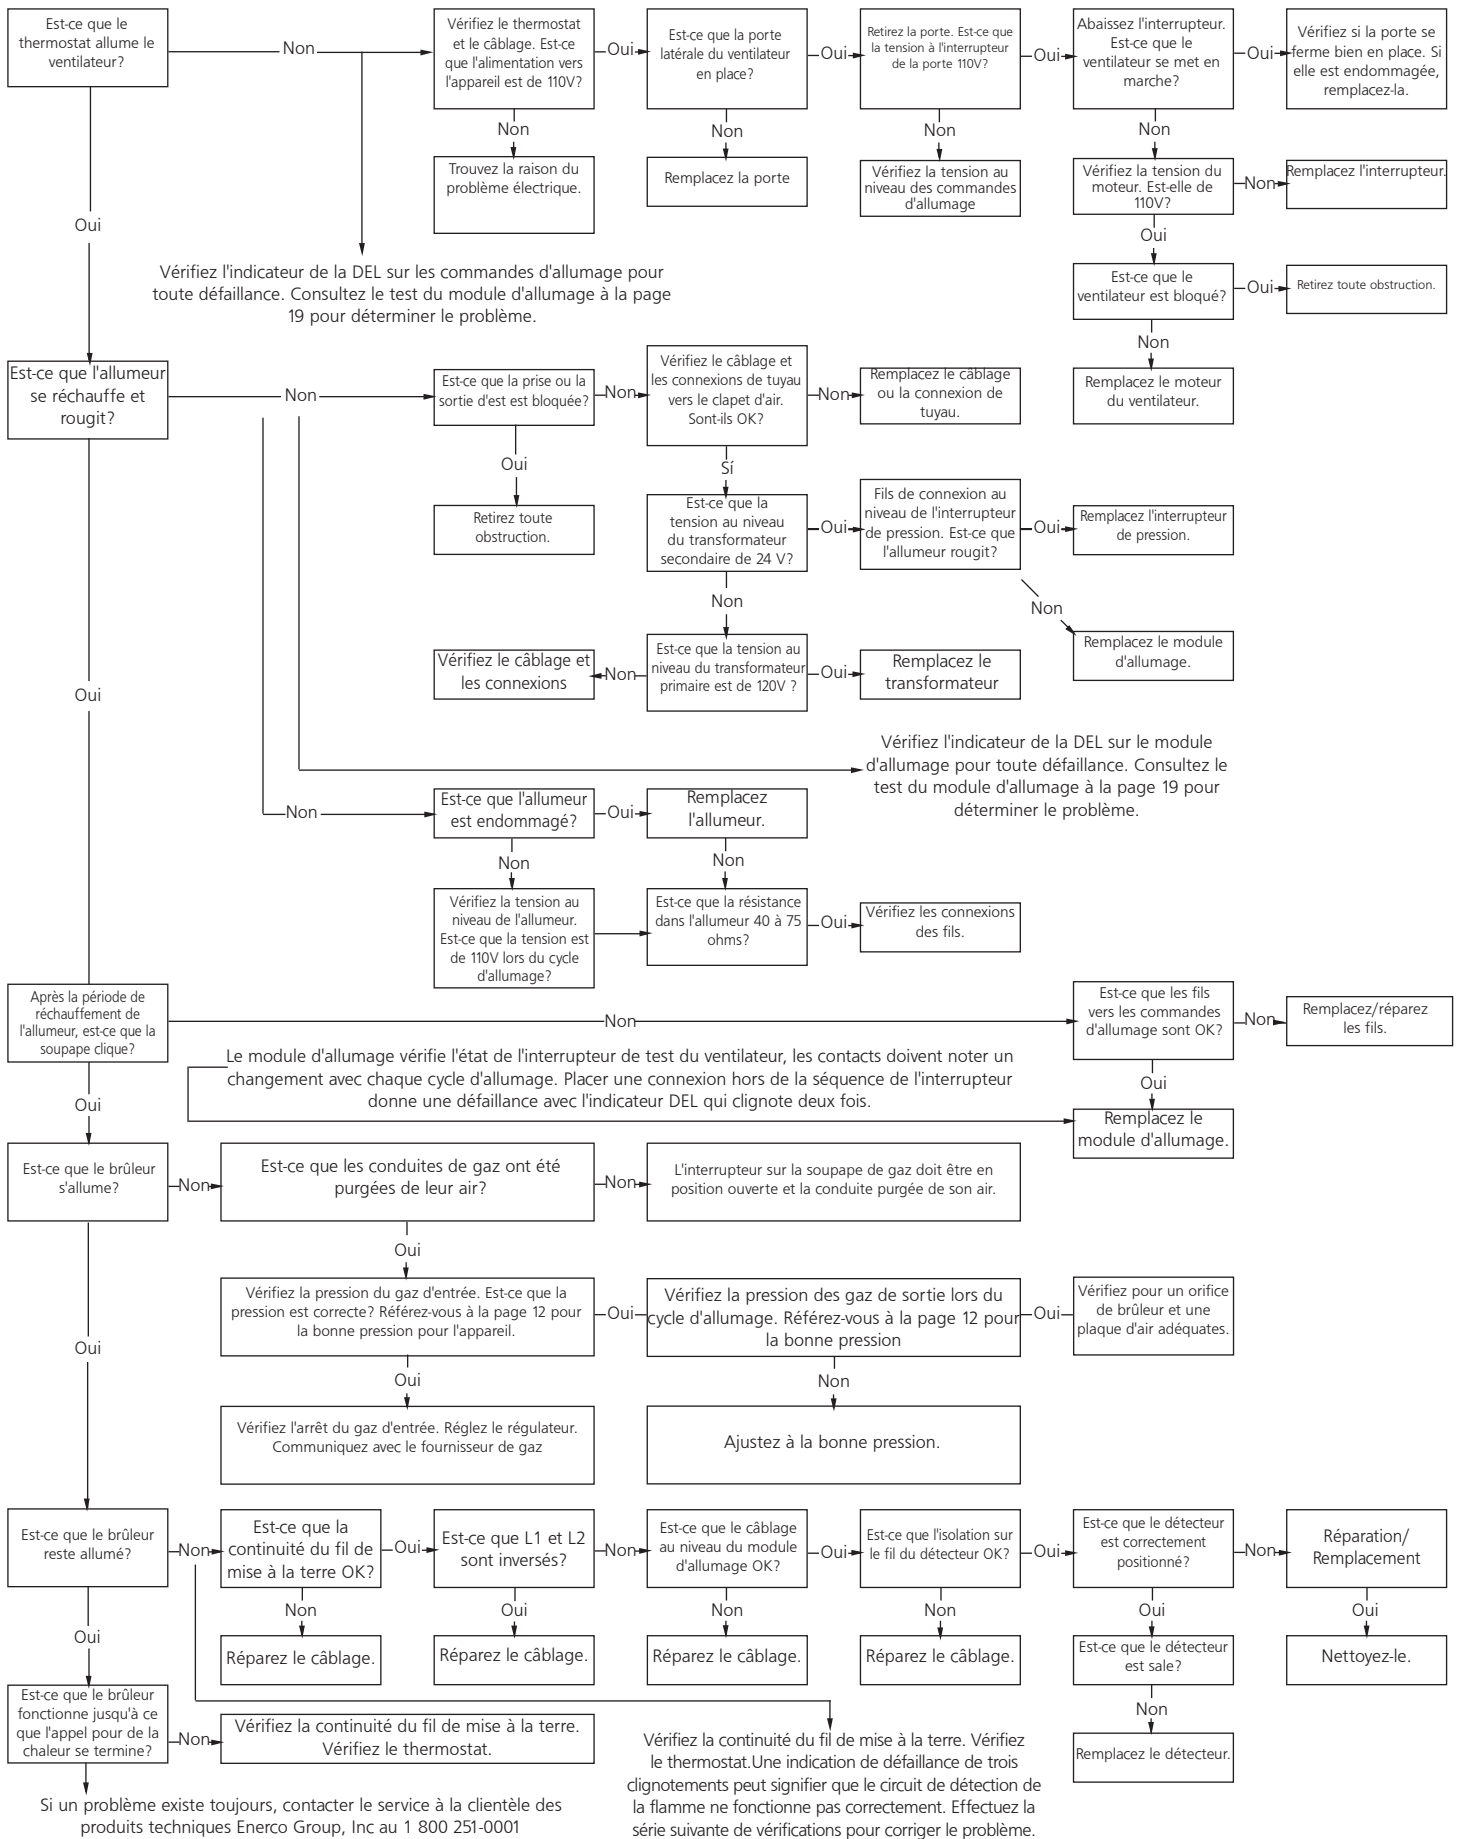 Est-ce que le
thermostat allume le
ventilateur?
Non
Vérifiez le thermostat
et le câblage. Est-ce
que l'alimentation vers
l'appareil est de 110V?
Oui
Est-ce que la porte
latérale du ventilateur
en place?
Oui
Retirez la porte. Est-ce que
la tension à l'interrupteur
de la porte 110V?
Oui
Abaissez l'interrupteur.
Est-ce que le
ventilateur se met en
marche?
Oui
Vérifiez si la porte se
ferme bien en place. Si
elle est endommagée,
remplacez-la.
Non
Non
Non
Non
Trouvez la raison du
problème électrique.
Remplacez la porte
Vérifiez la tension au
niveau des commandes
d'allumage
Vérifiez la tension du
moteur. Est-elle de
110V?
Non
Remplacez l'interrupteur.
Oui
Oui
Vérifiez l'indicateur de la DEL sur les commandes d'allumage pour
toute défaillance. Consultez le test du module d'allumage à la page
19 pour déterminer le problème.
Est-ce que le
ventilateur est bloqué?
Oui
Retirez toute obstruction.
Non
Remplacez le moteur
du ventilateur.
Est-ce que l'allumeur
se réchauffe et
rougit?
Non
Est-ce que la prise ou la
sortie d'est est bloquée?
Non
Vérifiez le câblage et
les connexions de tuyau
vers le clapet d'air.
Sont-ils OK?
Non
Remplacez le câblage
ou la connexion de
tuyau.
Oui
Sí
Retirez toute
obstruction.
Est-ce que la
tension au niveau
du transformateur
secondaire de 24 V?
Oui
Fils de connexion au
niveau de l'interrupteur
de pression. Est-ce que
l'allumeur rougit?
Oui
Remplacez l'interrupteur
de pression.
Non
Non
Remplacez le module
d'allumage.
Vérifiez le câblage et
les connexions
Non
Est-ce que la tension au
niveau du transformateur
primaire est de 120V ?
Oui
Remplacez le
transformateur
Oui
Vérifiez l'indicateur de la DEL sur le module
d'allumage pour toute défaillance. Consultez le
test du module d'allumage à la page 19 pour
déterminer le problème.
Non
Est-ce que l'allumeur
est endommagé?
Oui
Remplacez
l'allumeur.
Non
Non
Vérifiez la tension au
niveau de l'allumeur.
Est-ce que la tension est
de 110V lors du cycle
d'allumage?
Est-ce que la résistance
dans l'allumeur 40 à 75
ohms?
Oui
Vérifiez les connexions
des fils.
Après la période de
réchauffement de
l'allumeur, est-ce que la
soupape clique?
Non
Est-ce que les fils
vers les commandes
d'allumage sont OK?
Non
Remplacez/réparez
les fils.
Le module d'allumage vérifie l'état de l'interrupteur de test du ventilateur, les contacts doivent noter un
changement avec chaque cycle d'allumage. Placer une connexion hors de la séquence de l'interrupteur
donne une défaillance avec l'indicateur DEL qui clignote deux fois.
Oui
Oui
Remplacez le
module d'allumage.
Est-ce que le brûleur
s'allume?
Non
Est-ce que les conduites de gaz ont été
purgées de leur air?
Non
L'interrupteur sur la soupape de gaz doit être en
position ouverte et la conduite purgée de son air.
Oui
Vérifiez la pression du gaz d'entrée. Est-ce que la
pression est correcte? Référez-vous à la page 12 pour
la bonne pression pour l'appareil.
Oui
Vérifiez la pression des gaz de sortie lors du
cycle d'allumage. Référez-vous à la page 12 pour
la bonne pression
Oui
Vérifiez pour un orifice
de brûleur et une
plaque d'air adéquates.
Oui
Oui
Non
Vérifiez l'arrêt du gaz d'entrée. Réglez le régulateur.
Communiquez avec le fournisseur de gaz
Ajustez à la bonne pression.
Est-ce que le brûleur
reste allumé?
Non
Est-ce que la
continuité du fil de
mise à la terre OK?
Oui
Est-ce que L1 et L2
sont inversés?
Non
Est-ce que le câblage
au niveau du module
d'allumage OK?
Oui
Est-ce que l'isolation sur
le fil du détecteur OK?
Oui
Est-ce que le détecteur
est correctement
positionné?
Non
Réparation/
Remplacement
Oui
Non
Oui
Non
Non
Oui
Oui
Réparez le câblage.
Réparez le câblage.
Réparez le câblage.
Réparez le câblage.
Est-ce que le détecteur
est sale?
Nettoyez-le.
Non
Remplacez le détecteur.
Est-ce que le brûleur
fonctionne jusqu'à ce
que l'appel pour de la
chaleur se termine?
Non
Vérifiez la continuité du fil de mise à la terre.
Vérifiez le thermostat.
Vérifiez la continuité du fil de mise à la terre. Vérifiez
le thermostat.Une indication de défaillance de trois
clignotements peut signifier que le circuit de détection de
la flamme ne fonctionne pas correctement. Effectuez la
série suivante de vérifications pour corriger le problème.
Si un problème existe toujours, contacter le service à la clientèle des
produits techniques Enerco Group, Inc au 1 800 251-0001